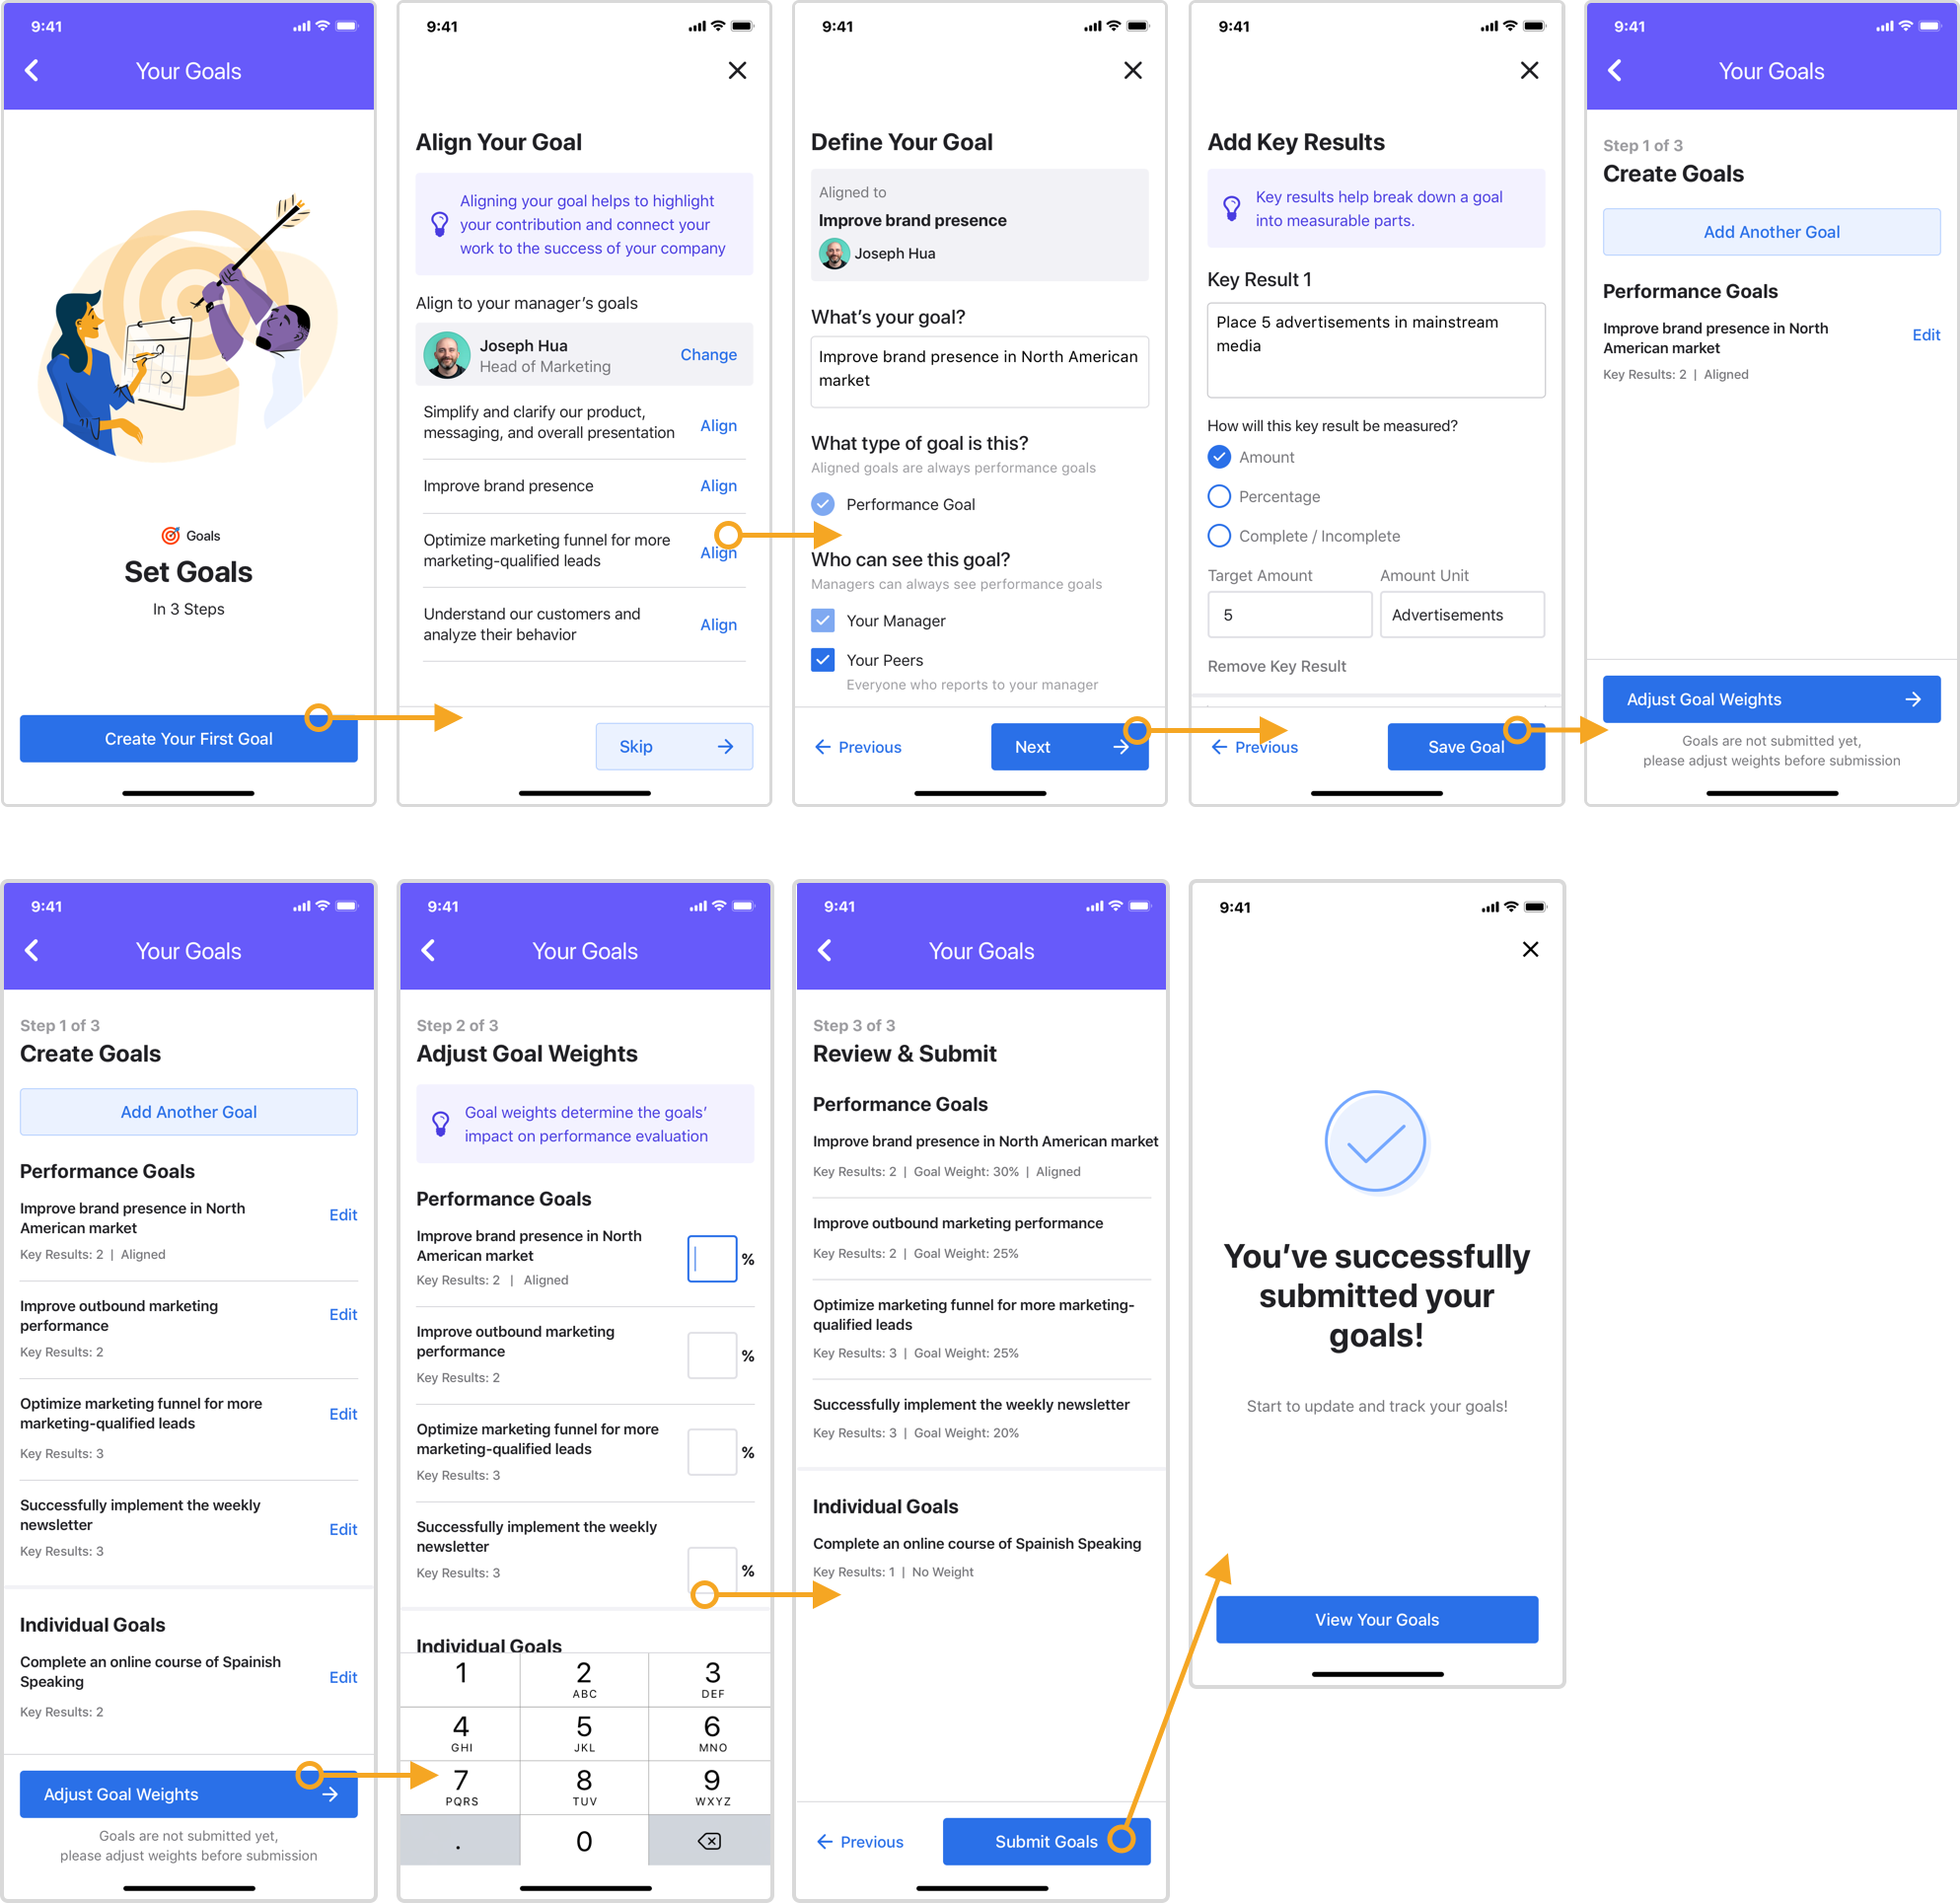 9:41
Your Goals
Goals
Set Goals
In 3 Steps
Create Your First Goal
9:41
Align Your Goal
Aligning your goal helps to highlight
your contribution and connect your
work to the success of your company
Align to your manager's goals
Joseph Hua
Head of Marketing
Change
Simplify and clarify our product,
messaging, and overall presentation
Align
Improve brand presence
Align
Optimize marketing funnel for more
marketing-qualified leads
Align
Understand our customers and
analyze their behavior
Align
Skip
9:41
Define Your Goal
Aligned to
Improve brand presence
Joseph Hua
What's your goal?
Improve brand presence in North American
market
What type of goal is this?
Aligned goals are always performance goals
Performance Goal
Who can see this goal?
Managers can always see performance goals
Your Manager
Your Peers
Everyone who reports to your manager
Previous
Next
9:41
Add Key Results
Key results help break down a goal
into measurable parts.
Key Result 1
Place 5 advertisements in mainstream
media
How will this key result be measured?
Amount
Percentage
Complete / Incomplete
Target Amount
Amount Unit
5
Advertisements
Remove Key Result
Previous
Save Goal
9:41
Your Goals
Step 1 of 3
Create Goals
Add Another Goal
Performance Goals
Improve brand presence in North
American market
Edit
Key Results: 2 | Aligned
Adjust Goal Weights
Goals are not submitted yet,
please adjust weights before submission
9:41
Your Goals
Step 1 of 3
Create Goals
Add Another Goal
Performance Goals
Improve brand presence in North
American market
Edit
Key Results: 2 | Aligned
Improve outbound marketing
performance
Edit
Key Results: 2
Optimize marketing funnel for more
marketing-qualified leads
Edit
Key Results: 3
Successfully implement the weekly
newsletter
Edit
Key Results: 3
Individual Goals
Complete an online course of Spainish
Speaking
Edit
Key Results: 2
Adjust Goal Weights
Goals are not submitted yet,
please adjust weights before submission
9:41
Your Goals
Step 2 of 3
Adjust Goal Weights
Goal weights determine the goals'
impact on performance evaluation
Performance Goals
Improve brand presence in North
American market
%
Key Results: 2 | Aligned
Improve outbound marketing
performance
%
Key Results: 2
Optimize marketing funnel for more
marketing-qualified leads
%
Key Results: 3
Successfully implement the weekly
newsletter
%
Key Results: 3
Individual Goals
1
2 ABC
3 DEF
4 GHI
5 JKL
6 MNO
7 PQRS
8 TUV
9 WXYZ
.
0
9:41
Your Goals
Step 3 of 3
Review & Submit
Performance Goals
Improve brand presence in North American market
Key Results: 2 | Goal Weight: 30% | Aligned
Improve outbound marketing performance
Key Results: 2 | Goal Weight: 25%
Optimize marketing funnel for more marketing-
qualified leads
Key Results: 3 | Goal Weight: 25%
Successfully implement the weekly newsletter
Key Results: 3 | Goal Weight: 20%
Individual Goals
Complete an online course of Spainish Speaking
Key Results: 1 | No Weight
Previous
Submit Goals
9:41
You've successfully
submitted your
goals!
Start to update and track your goals!
View Your Goals